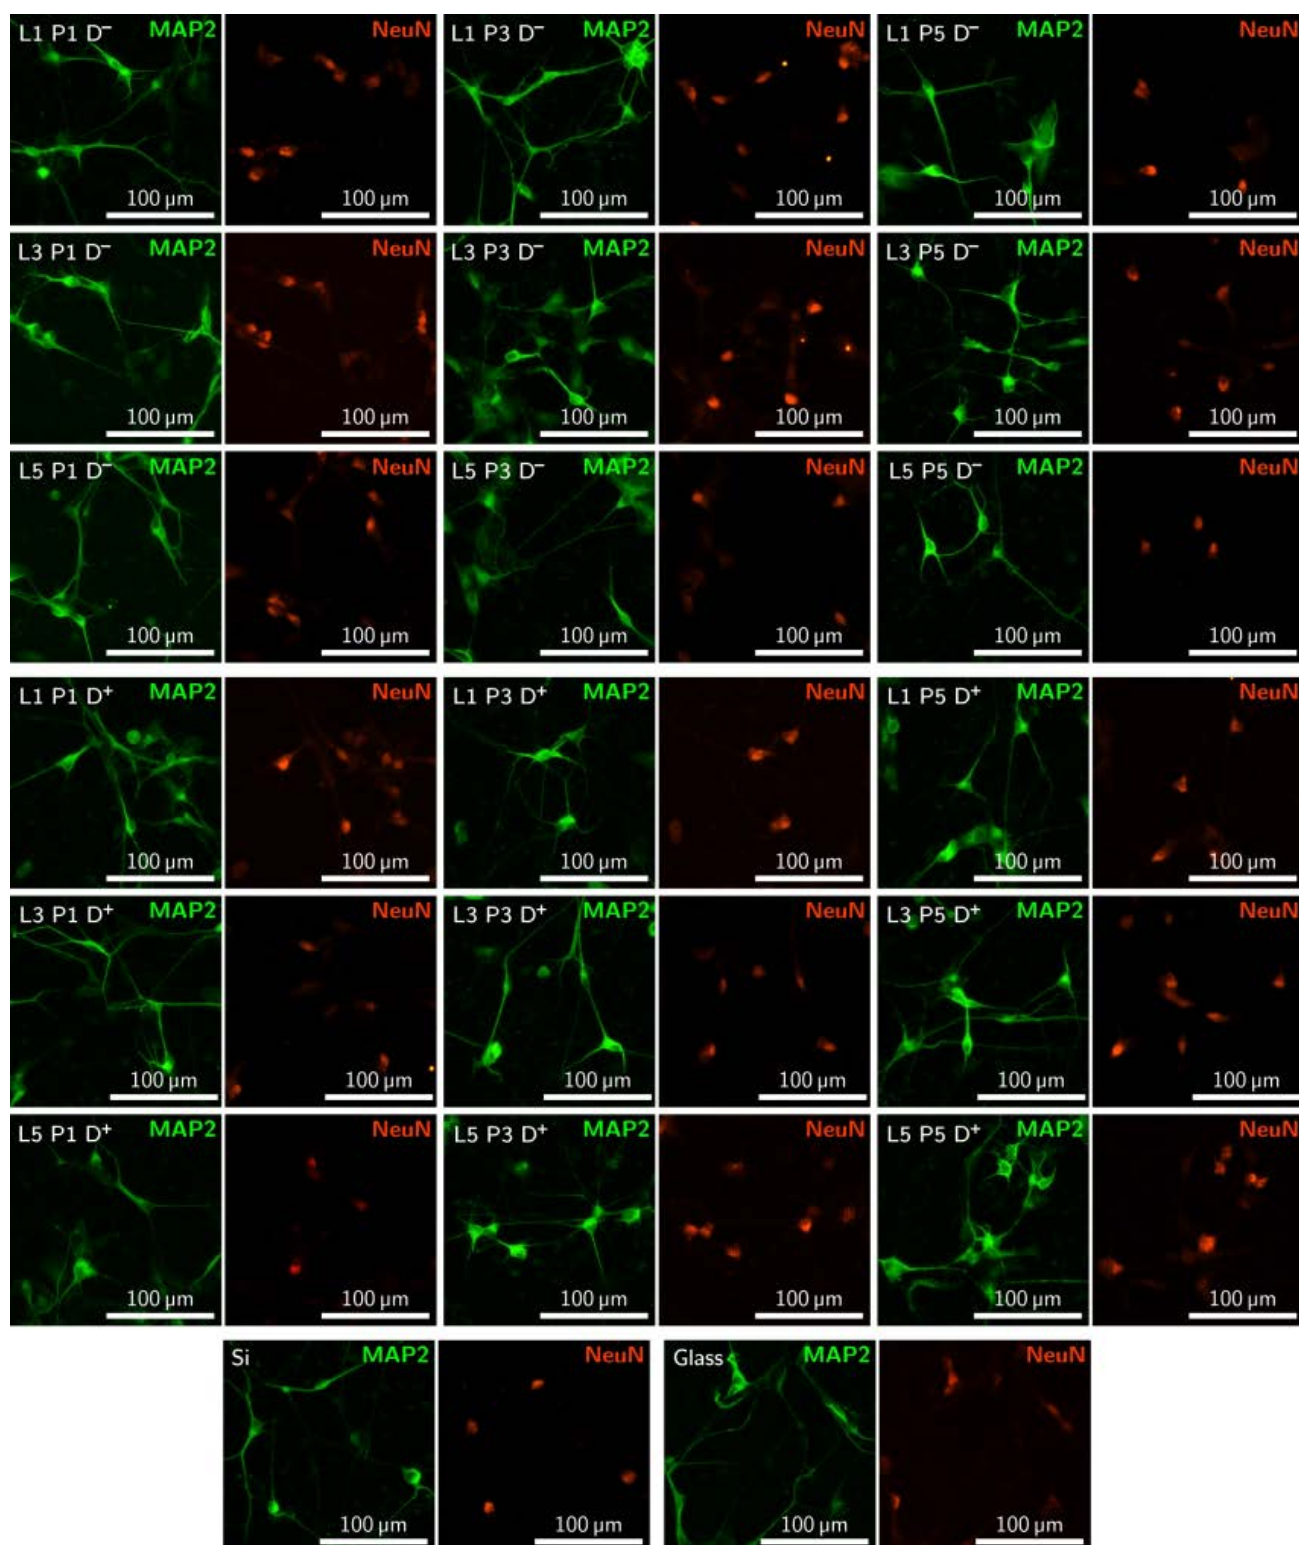 L1 P1 D⁻ MAP2 NeuN L1 P3 D⁻ MAP2 NeuN L1 P5 D⁻ MAP2 NeuN
100 µm 100 µm 100 µm 100 µm 100 µm 100 µm
L3 P1 D⁻ MAP2 NeuN L3 P3 D⁻ MAP2 NeuN L3 P5 D⁻ MAP2 NeuN
100 µm 100 µm 100 µm 100 µm 100 µm 100 µm
L5 P1 D⁻ MAP2 NeuN L5 P3 D⁻ MAP2 NeuN L5 P5 D⁻ MAP2 NeuN
100 µm 100 µm 100 µm 100 µm 100 µm 100 µm
L1 P1 D⁺ MAP2 NeuN L1 P3 D⁺ MAP2 NeuN L1 P5 D⁺ MAP2 NeuN
100 µm 100 µm 100 µm 100 µm 100 µm 100 µm
L3 P1 D⁺ MAP2 NeuN L3 P3 D⁺ MAP2 NeuN L3 P5 D⁺ MAP2 NeuN
100 µm 100 µm 100 µm 100 µm 100 µm 100 µm
L5 P1 D⁺ MAP2 NeuN L5 P3 D⁺ MAP2 NeuN L5 P5 D⁺ MAP2 NeuN
100 µm 100 µm 100 µm 100 µm 100 µm 100 µm
Si MAP2 NeuN Glass MAP2 NeuN
100 µm 100 µm 100 µm 100 µm